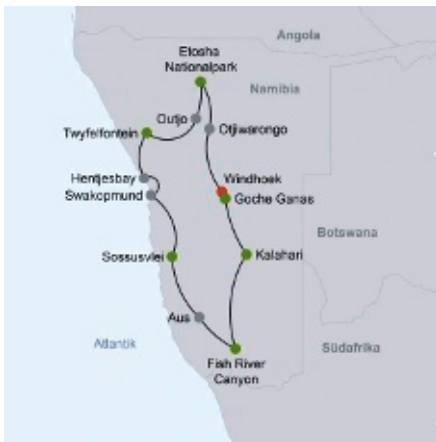 Angola
Etosha
Nationalpark
Namibia
Outjo
Otjiwarongo
Twyfelfontein
Hentjesbay
Swakopmund
Windhoek
Goche Ganas
Botswana
Sossusvlei
Kalahari
Aus
Atlantik
Südafrika
Fish River
Canyon